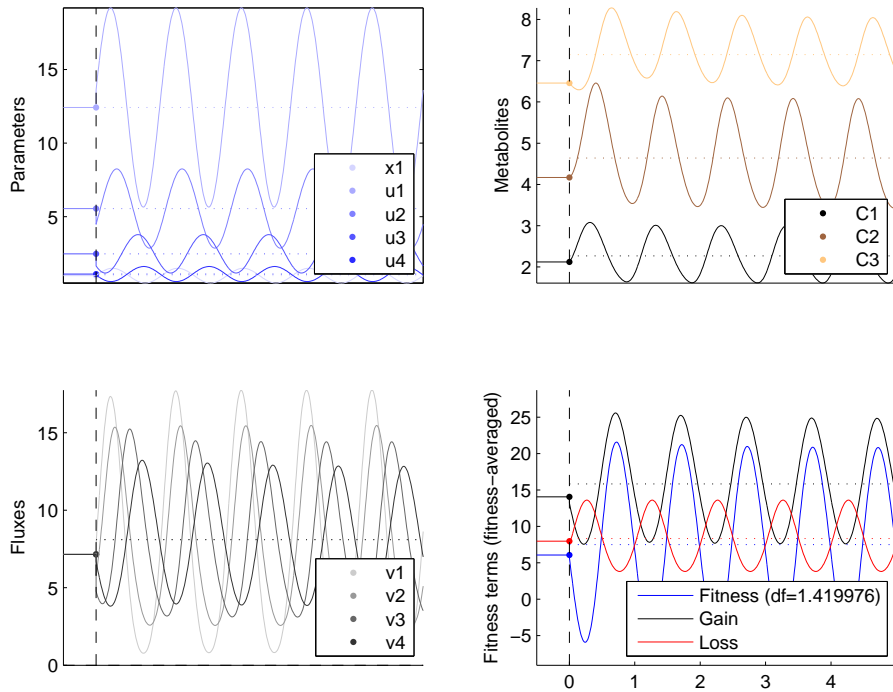 15
10
5
Parameters
x1
u1
u2
u3
u4
8
7
6
5
4
3
2
Metabolites
C1
C2
C3
15
10
5
0
Fluxes
v1
v2
v3
v4
25
20
15
10
5
0
−5
Fitness terms (fitness−averaged)
Fitness (df=1.419976)
Gain
Loss
0 1 2 3 4